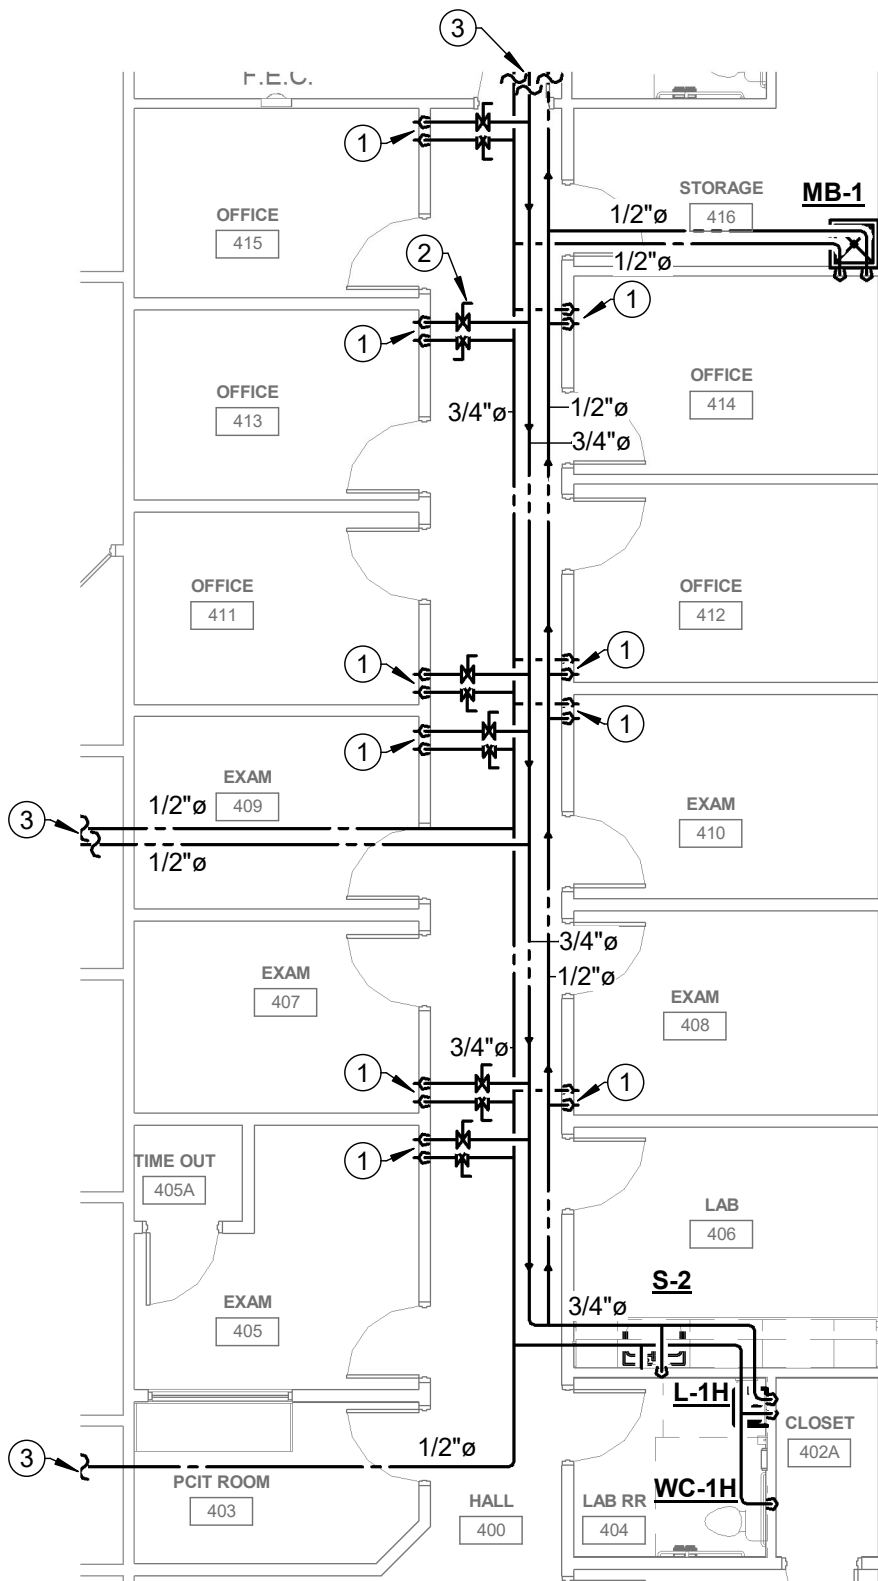 3
F.E.C.
1
STORAGE
416
MB-1
OFFICE
415
1/2"ø
1/2"ø
2
1
1
OFFICE
413
OFFICE
414
3/4"ø
1/2"ø
3/4"ø
OFFICE
411
OFFICE
412
1
1
1
1
EXAM
409
EXAM
410
1/2"ø
3
1/2"ø
3/4"ø
1/2"ø
EXAM
407
EXAM
408
3/4"ø
1
1
1
TIME OUT
405A
LAB
406
S-2
3/4"ø
EXAM
405
L-1H
CLOSET
402A
1/2"ø
3
PCIT ROOM
403
HALL
400
LAB RR
404
WC-1H